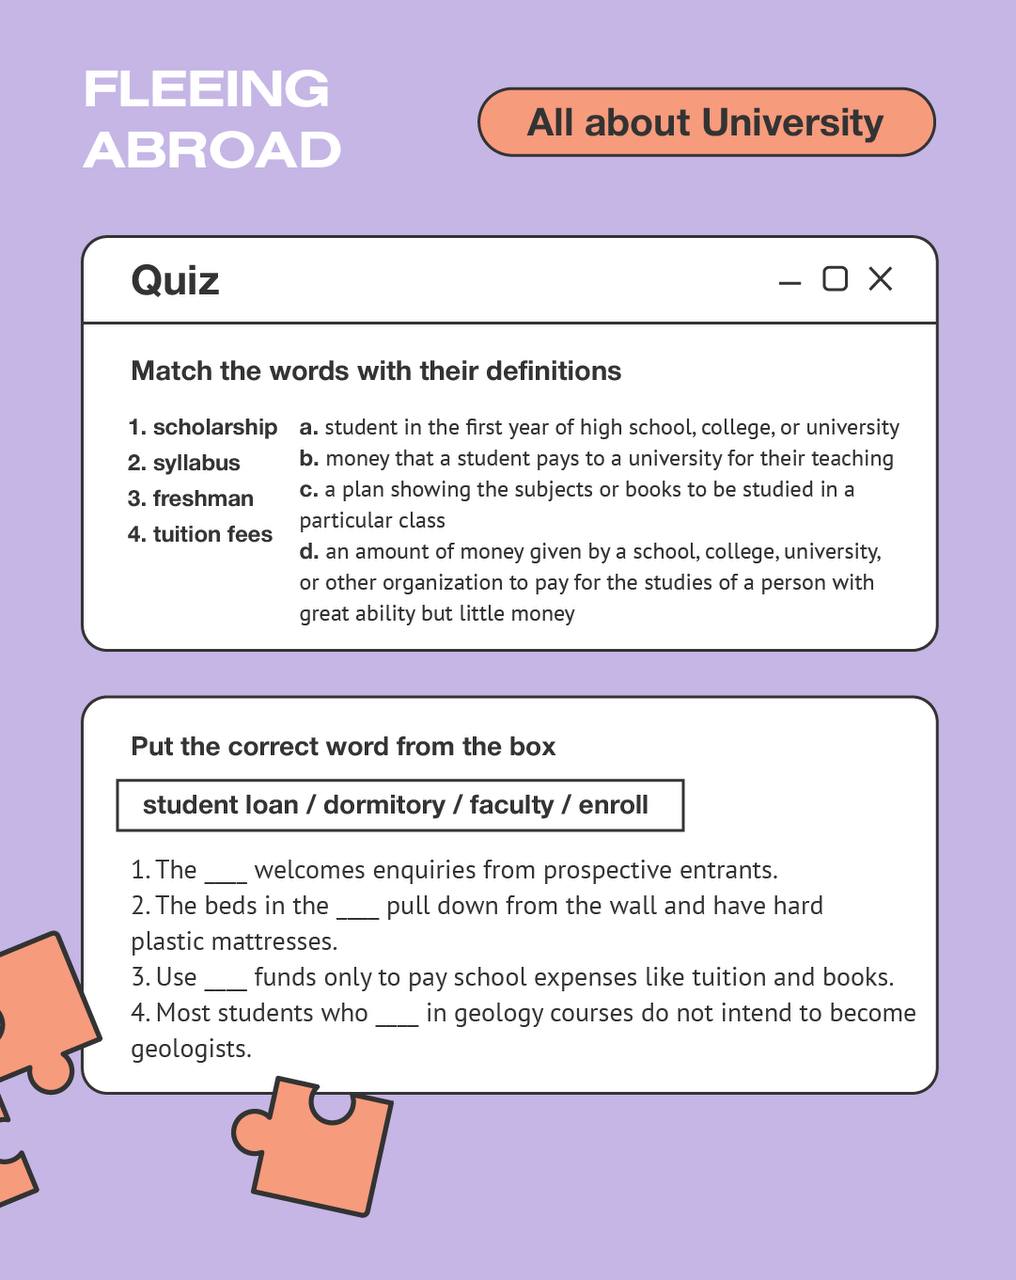 FLEEING
ABROAD
All about University
Quiz
Match the words with their definitions
1. scholarship
2. syllabus
3. freshman
4. tuition fees
a. student in the first year of high school, college, or university
b. money that a student pays to a university for their teaching
c. a plan showing the subjects or books to be studied in a
particular class
d. an amount of money given by a school, college, university,
or other organization to pay for the studies of a person with
great ability but little money
Put the correct word from the box
student loan / dormitory / faculty / enroll
1. The ____ welcomes enquiries from prospective entrants.
2. The beds in the ____ pull down from the wall and have hard
plastic mattresses.
3. Use ____ funds only to pay school expenses like tuition and books.
4. Most students who ____ in geology courses do not intend to become
geologists.